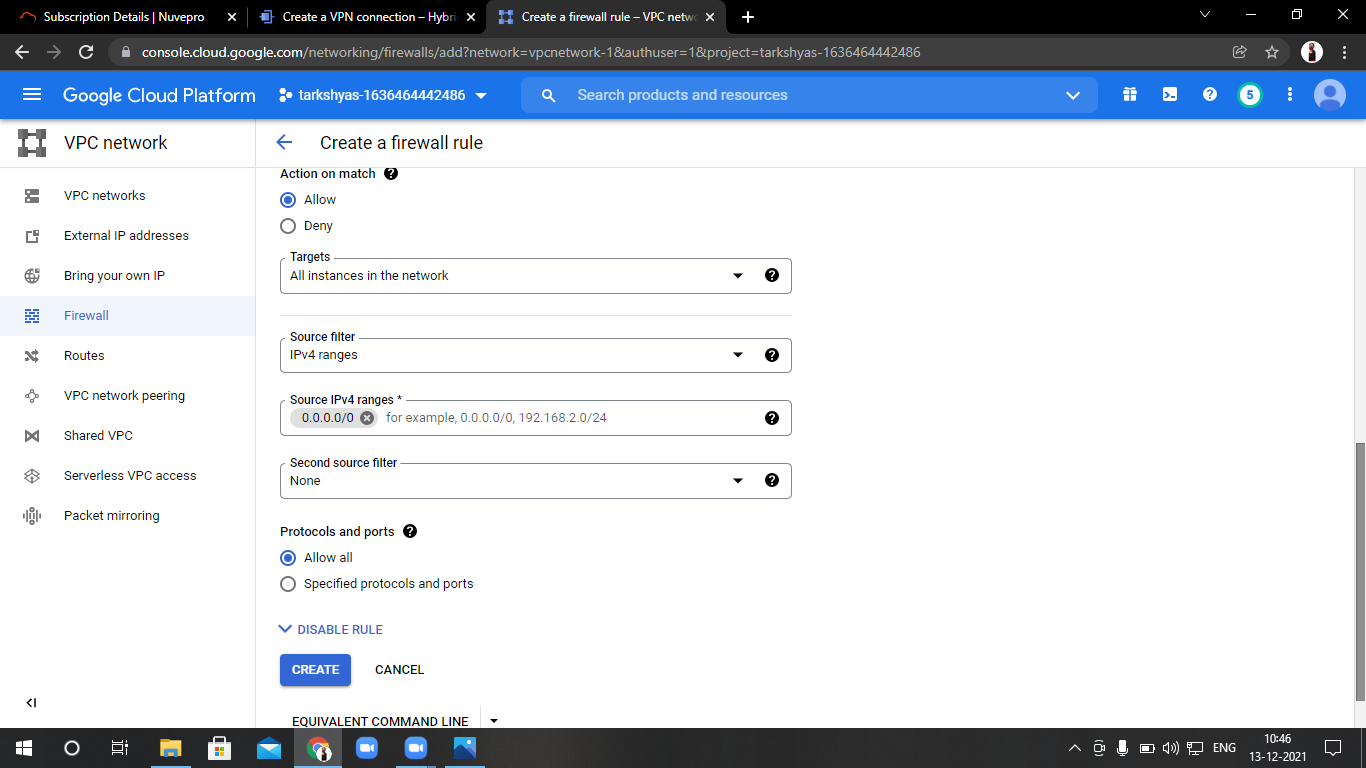 Subscription Details | Nuvepro
Create a VPN connection – Hybri
Create a firewall rule – VPC netwo
console.cloud.google.com/networking/firewalls/add?network=vpcnetwork-1&authuser=1&project=tarkshyas-1636464442486
Google Cloud Platform
tarkshyas-1636464442486
Search products and resources
5
VPC network
Create a firewall rule
VPC networks
External IP addresses
Bring your own IP
Firewall
Routes
VPC network peering
Shared VPC
Serverless VPC access
Packet mirroring
Action on match
Allow
Deny
Targets
All instances in the network
Source filter
IPv4 ranges
Source IPv4 ranges *
0.0.0.0/0 for example, 0.0.0.0/0, 192.168.2.0/24
Second source filter
None
Protocols and ports
Allow all
Specified protocols and ports
DISABLE RULE
CREATE CANCEL
EQUIVALENT COMMAND LINE
ENG
10:46
13-12-2021